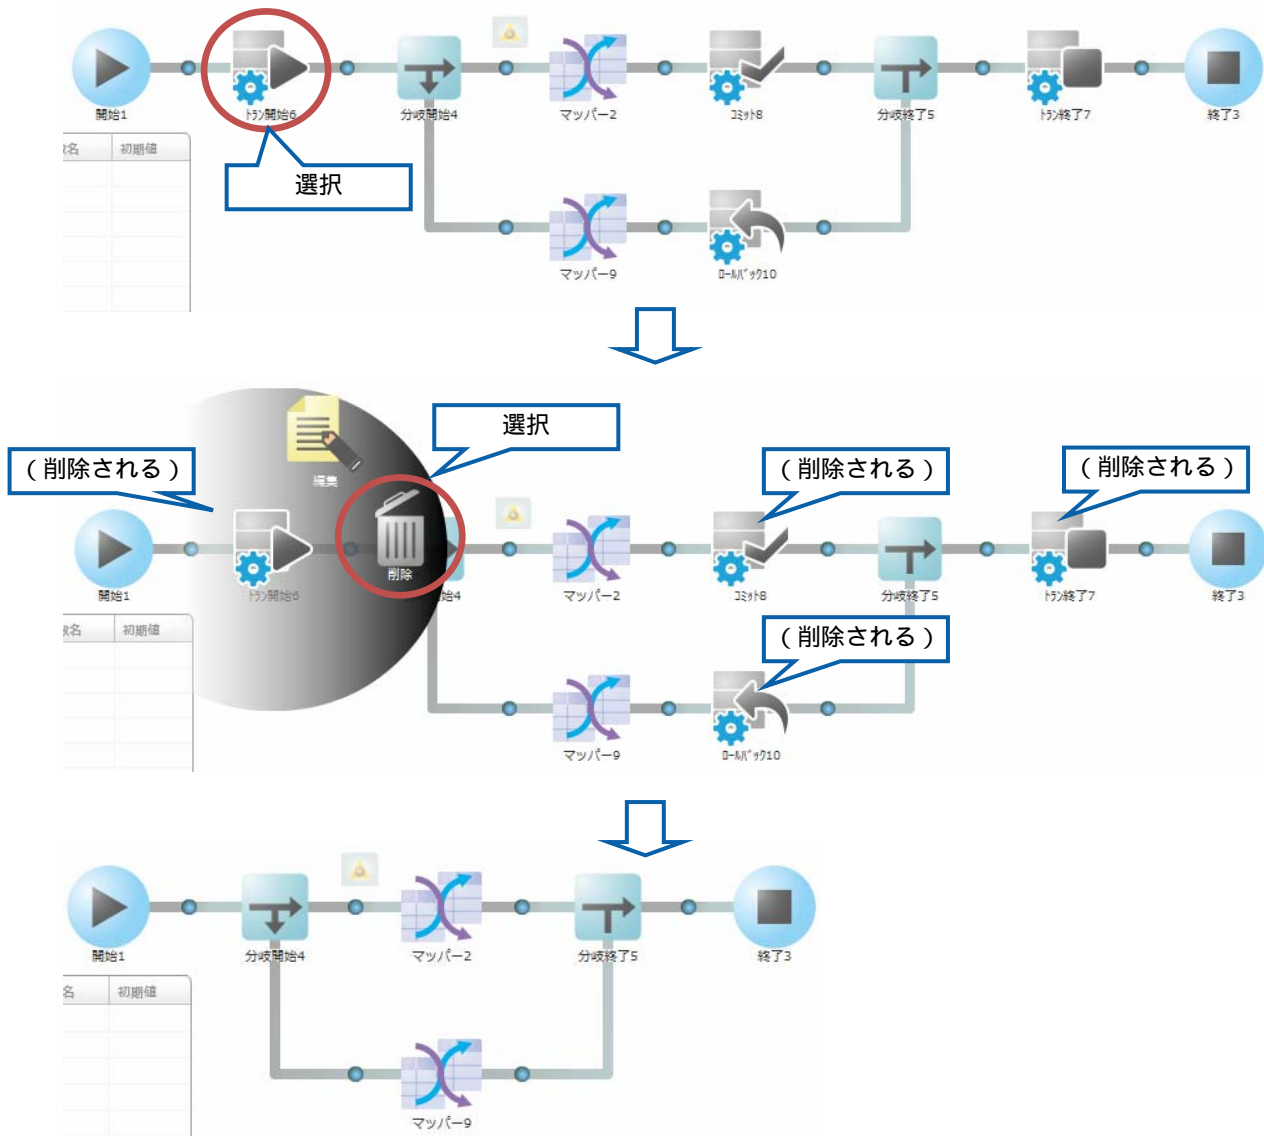 開始1
ﾄﾗﾝ開始6
分岐開始4
マッパー2
ｺﾐｯﾄ8
分岐終了5
ﾄﾗﾝ終了7
終了3
数名 初期値
選択
マッパー9
ﾛｰﾙﾊﾞｯｸ10
選択
（削除される）
（削除される）
（削除される）
編集
削除
開始1
ﾄﾗﾝ開始6
始4
マッパー2
ｺﾐｯﾄ8
分岐終了5
ﾄﾗﾝ終了7
終了3
数名 初期値
（削除される）
マッパー9
ﾛｰﾙﾊﾞｯｸ10
開始1
分岐開始4
マッパー2
分岐終了5
終了3
名 初期値
マッパー9